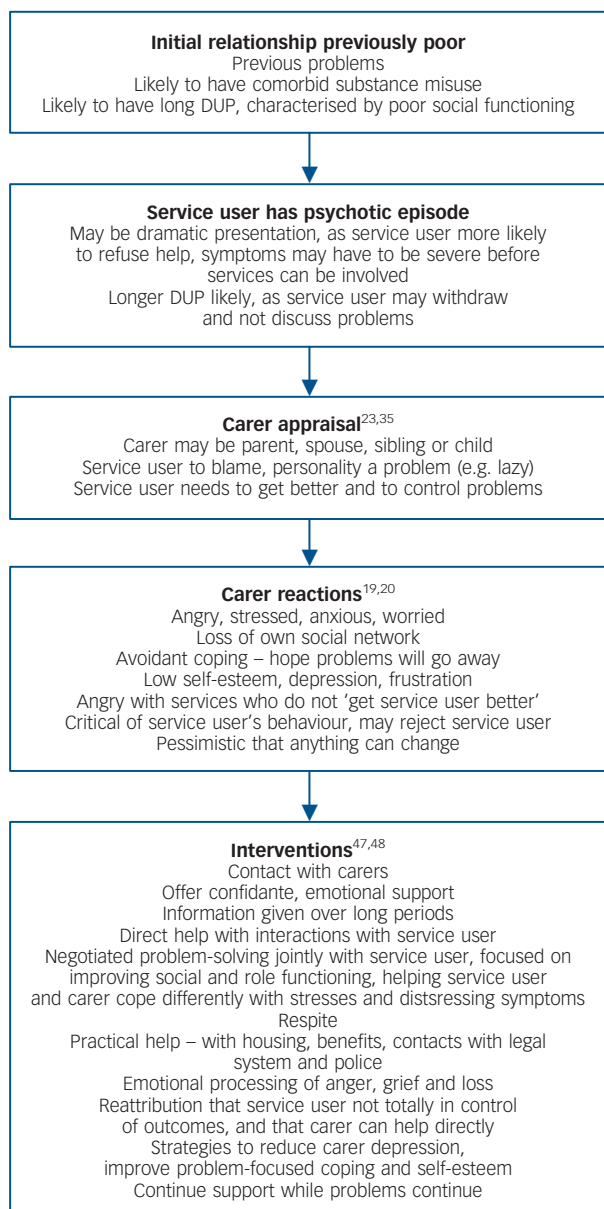 Initial relationship previously poor
Previous problems
Likely to have comorbid substance misuse
Likely to have long DUP, characterised by poor social functioning
Service user has psychotic episode
May be dramatic presentation, as service user more likely
to refuse help, symptoms may have to be severe before
services can be involved
Longer DUP likely, as service user may withdraw
and not discuss problems
Carer appraisal23,35
Carer may be parent, spouse, sibling or child
Service user to blame, personality a problem (e.g. lazy)
Service user needs to get better and to control problems
Carer reactions19,20
Angry, stressed, anxious, worried
Loss of own social network
Avoidant coping – hope problems will go away
Low self-esteem, depression, frustration
Angry with services who do not ‘get service user better’
Critical of service user’s behaviour, may reject service user
Pessimistic that anything can change
Interventions47,48
Contact with carers
Offer confidante, emotional support
Information given over long periods
Direct help with interactions with service user
Negotiated problem-solving jointly with service user, focused on
improving social and role functioning, helping service user
and carer cope differently with stresses and distsressing symptoms
Respite
Practical help – with housing, benefits, contacts with legal
system and police
Emotional processing of anger, grief and loss
Reattribution that service user not totally in control
of outcomes, and that carer can help directly
Strategies to reduce carer depression,
improve problem-focused coping and self-esteem
Continue support while problems continue